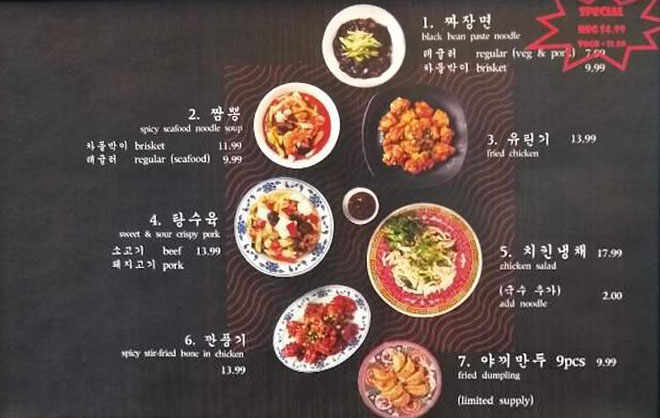 1. 짜장면
black bean paste noodle
레귤러 regular (veg & pork) 7.99
차돌박이 brisket 9.99
SPECIAL
2. 짬뽕
spicy seafood noodle soup
차돌박이 brisket 11.99
레귤러 regular (seafood) 9.99
3. 유린기 13.99
fried chicken
4. 탕수육
sweet & sour crispy pork
소고기 beef 13.99
돼지고기 pork
5. 치킨냉채 17.99
chicken salad
(국수 추가) 2.00
add noodle
6. 깐풍기
spicy stir-fried bone in chicken
13.99
7. 야끼만두 9pcs 9.99
fried dumpling
(limited supply)